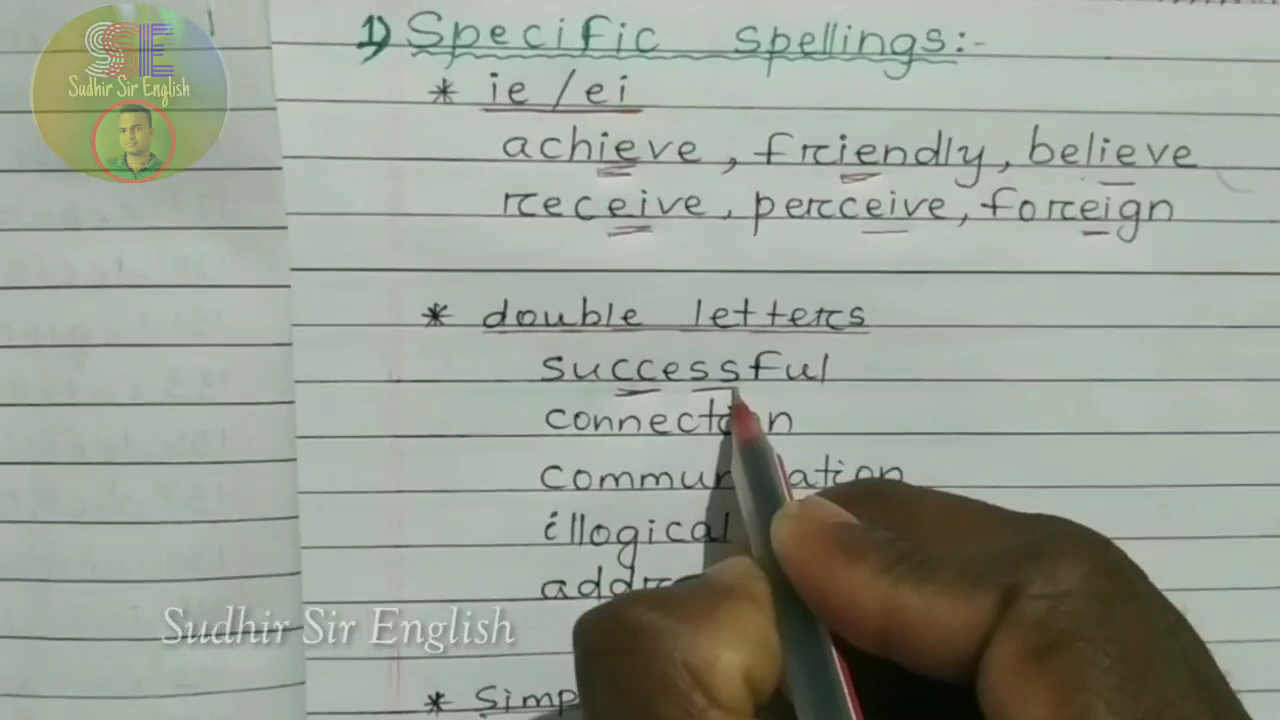 SE
Sudhir Sir English
1) Specific spellings:-
* ie / ei
achieve, friendly, believe
receive, perceive, foreign
* double letters
successful
illogical
Sudhir Sir English
*